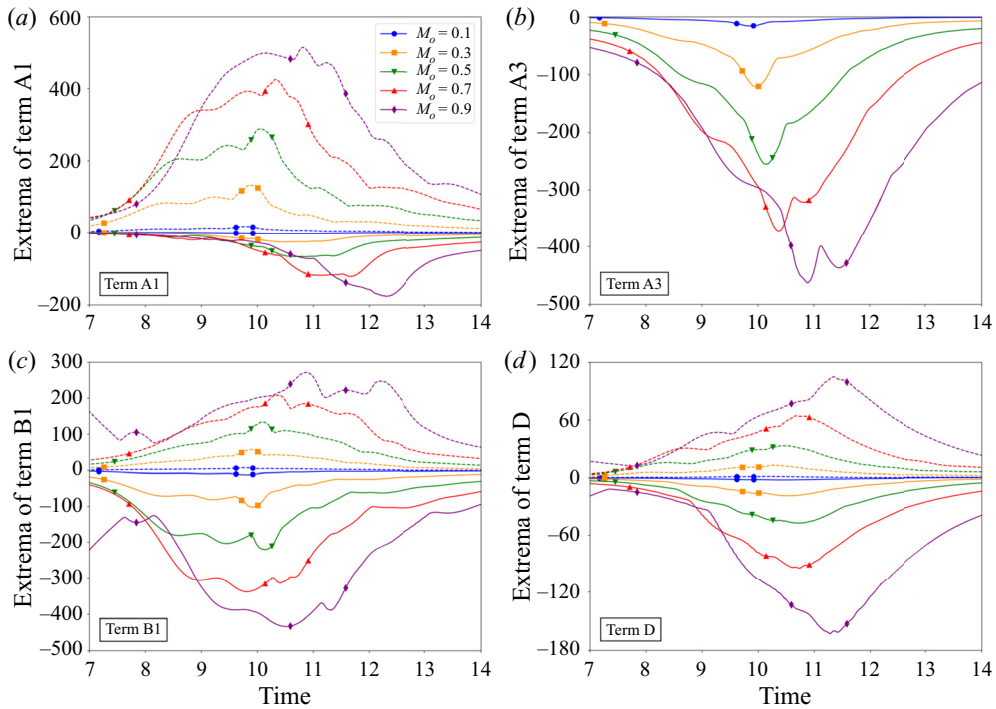 (a)
600
400
200
0
–200
Extrema of term A1
M_o = 0.1
M_o = 0.3
M_o = 0.5
M_o = 0.7
M_o = 0.9
Term A1
7 8 9 10 11 12 13 14
(b)
0
–100
–200
–300
–400
–500
Extrema of term A3
Term A3
7 8 9 10 11 12 13 14
(c)
300
200
100
0
–100
–200
–300
–400
–500
Extrema of term B1
Term B1
7 8 9 10 11 12 13 14
Time
(d)
120
60
0
–60
–120
–180
Extrema of term D
Term D
7 8 9 10 11 12 13 14
Time